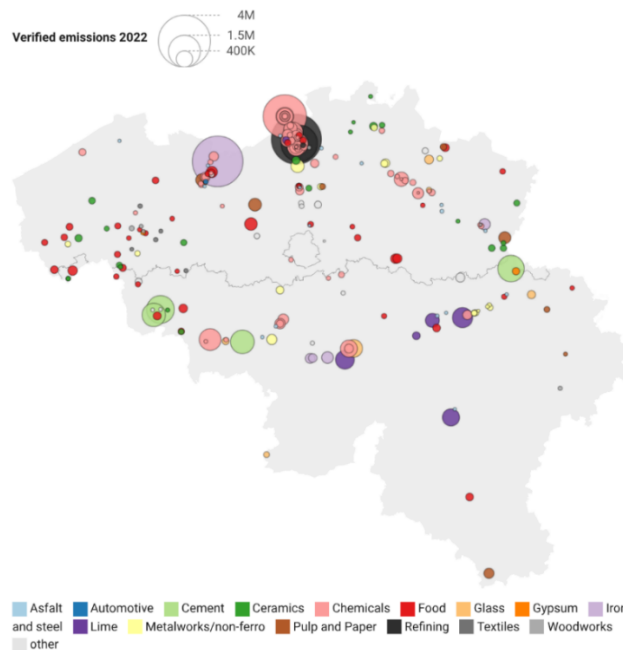 4M
Verified emissions 2022
1.5M
400K
Asfalt Automotive Cement Ceramics Chemicals Food Glass Gypsum Iron
and steel Lime Metalworks/non-ferro Pulp and Paper Refining Textiles Woodworks
other